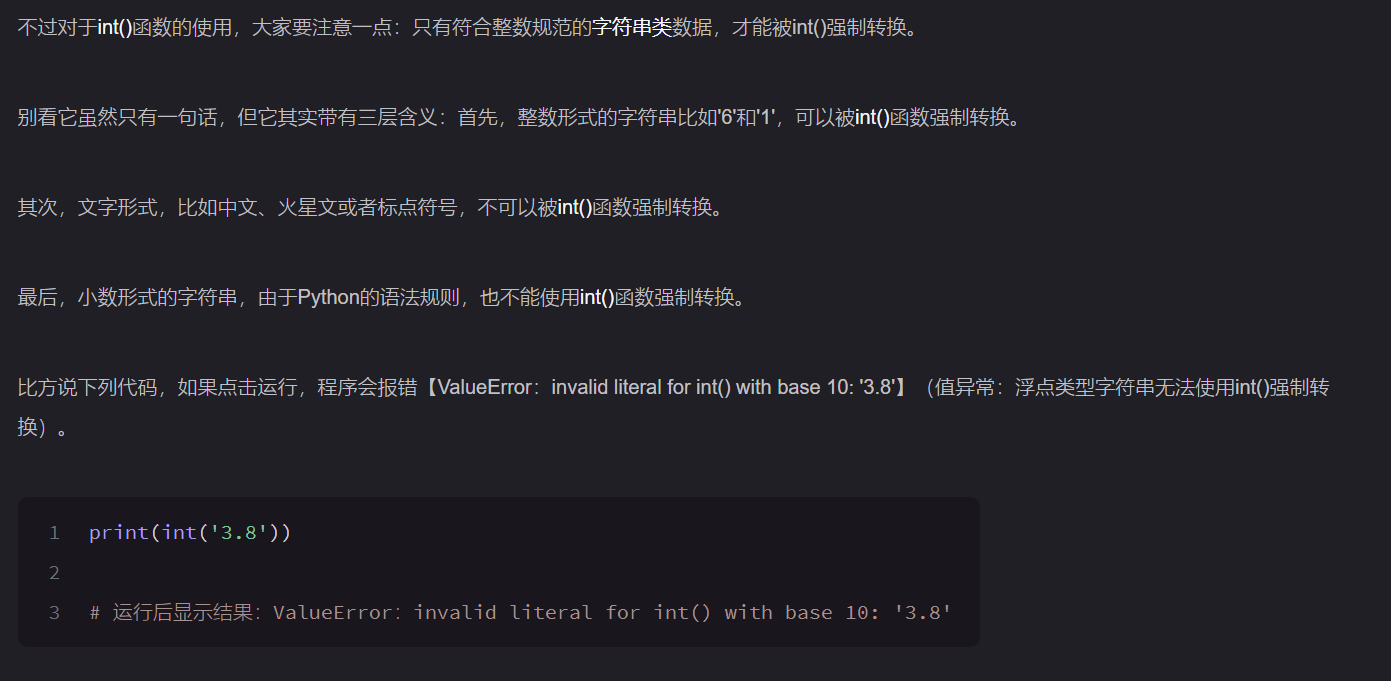 不过对于int()函数的使用，大家要注意一点：只有符合整数规范的字符串类数据，才能被int()强制转换。
别看它虽然只有一句话，但它其实带有三层含义：首先，整数形式的字符串比如'6'和'1'，可以被int()函数强制转换。
其次，文字形式，比如中文、火星文或者标点符号，不可以被int()函数强制转换。
最后，小数形式的字符串，由于Python的语法规则，也不能使用int()函数强制转换。
比方说下列代码，如果点击运行，程序会报错【ValueError：invalid literal for int() with base 10: '3.8'】（值异常：浮点类型字符串无法使用int()强制转
换）。
1 print(int('3.8'))
2
3 # 运行后显示结果：ValueError：invalid literal for int() with base 10: '3.8'